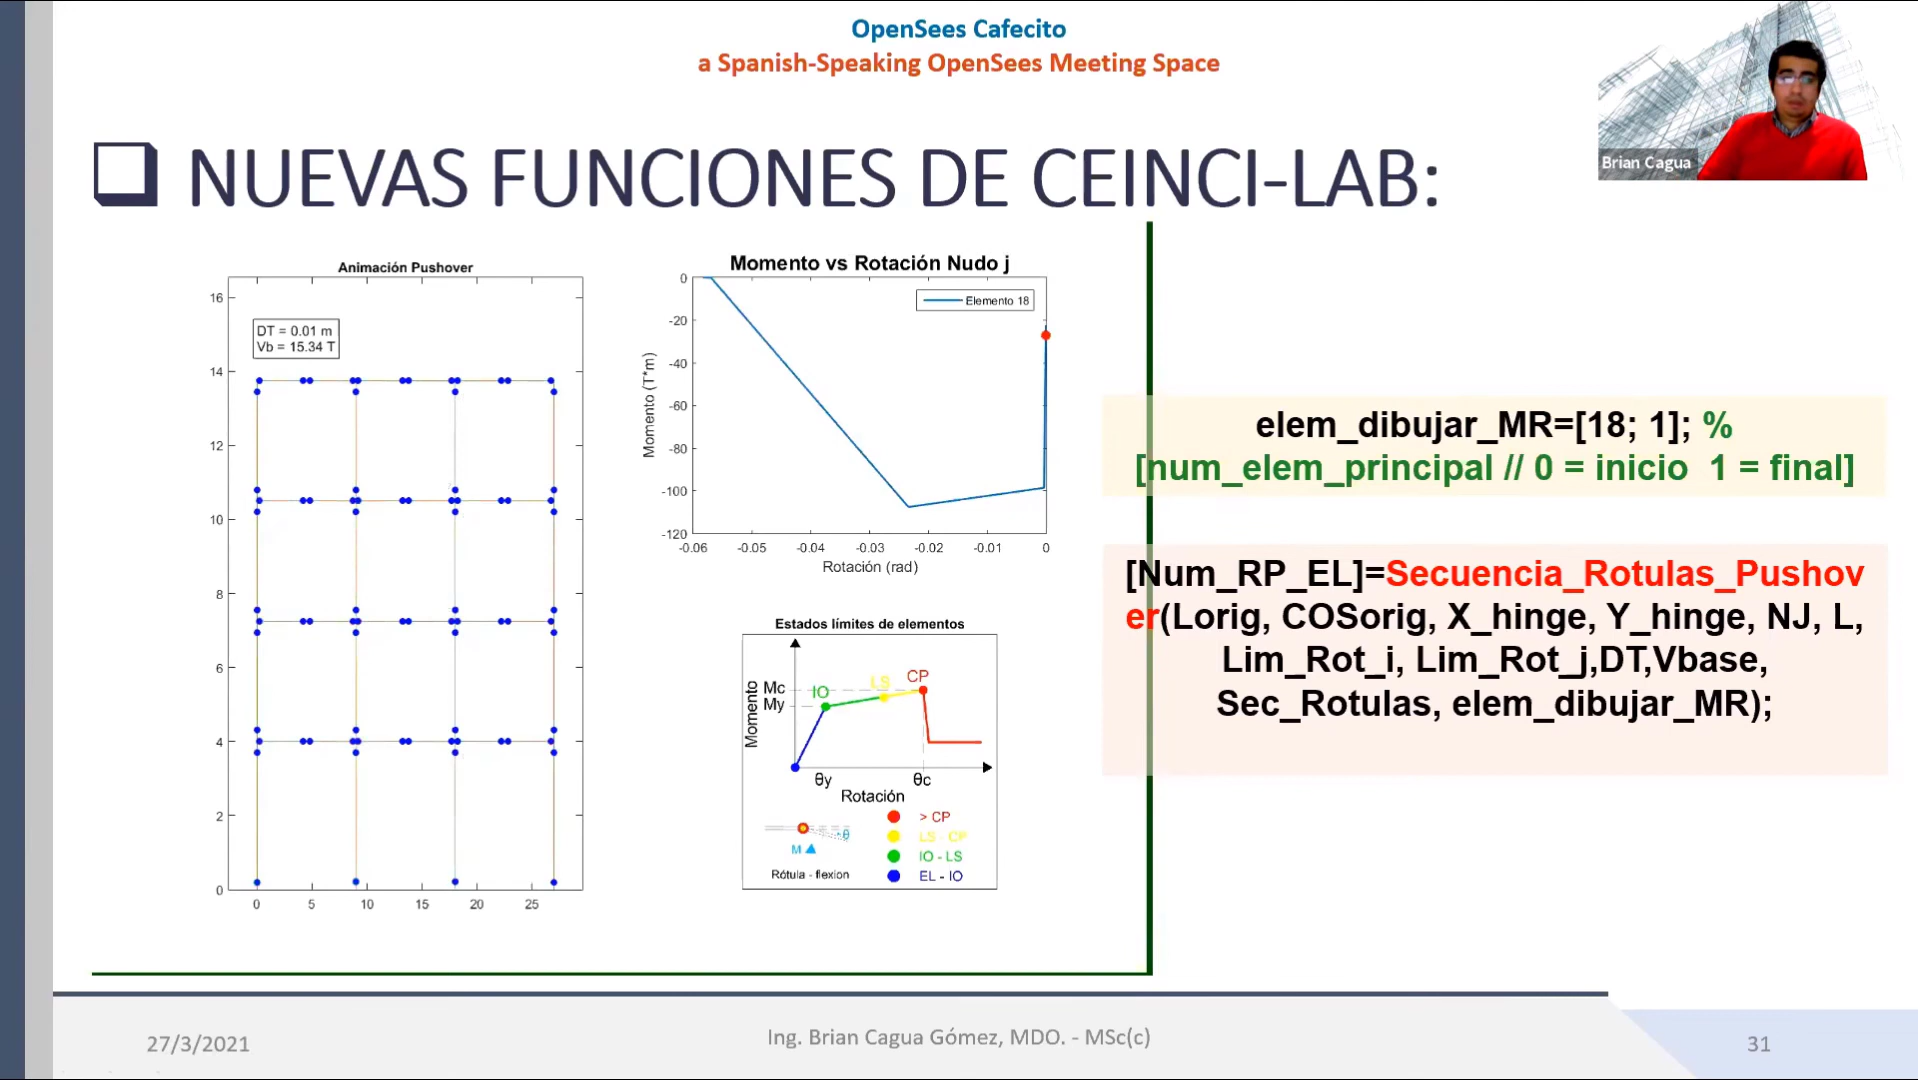 OpenSees Cafecito
a Spanish-Speaking OpenSees Meeting Space
Brian Cagua
❑ NUEVAS FUNCIONES DE CEINCI-LAB:
Animación Pushover
16
14
12
10
8
6
4
2
0
DT = 0.01 m
Vb = 15.34 T
0 5 10 15 20 25
Momento vs Rotación Nudo j
Elemento 18
Momento (T*m)
0
-20
-40
-60
-80
-100
-120
-0.06 -0.05 -0.04 -0.03 -0.02 -0.01 0
Rotación (rad)
Estados límites de elementos
Momento
Mc
My
IO
LS
CP
θy
θc
Rotación
θ
M
Rótula - flexion
> CP
LS - CP
IO - LS
EL - IO
elem_dibujar_MR=[18; 1]; %
[num_elem_principal // 0 = inicio 1 = final]
[Num_RP_EL]=Secuencia_Rotulas_Pushov
er(Lorig, COSorig, X_hinge, Y_hinge, NJ, L,
Lim_Rot_i, Lim_Rot_j,DT,Vbase,
Sec_Rotulas, elem_dibujar_MR);
27/3/2021
Ing. Brian Cagua Gómez, MDO. - MSc(c)
31